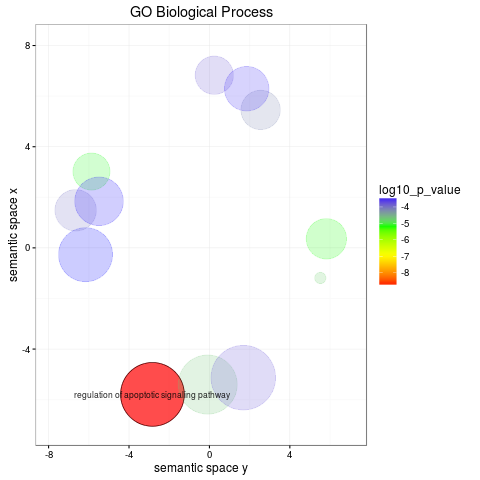 GO Biological Process
8
4
0
-4
semantic space x
regulation of apoptotic signaling pathway
-8
-4
0
4
semantic space y
log10_p_value
-4
-5
-6
-7
-8